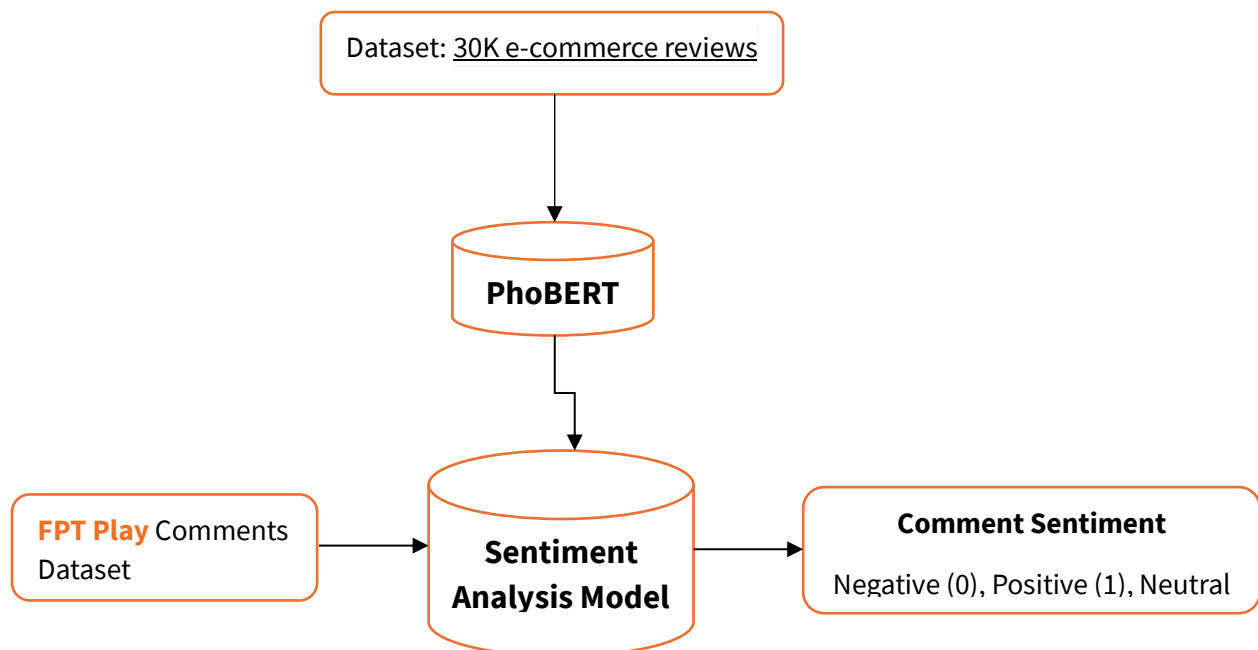 Dataset: 30K e-commerce reviews
PhoBERT
FPT Play Comments
Dataset
Sentiment
Analysis Model
Comment Sentiment
Negative (0), Positive (1), Neutral